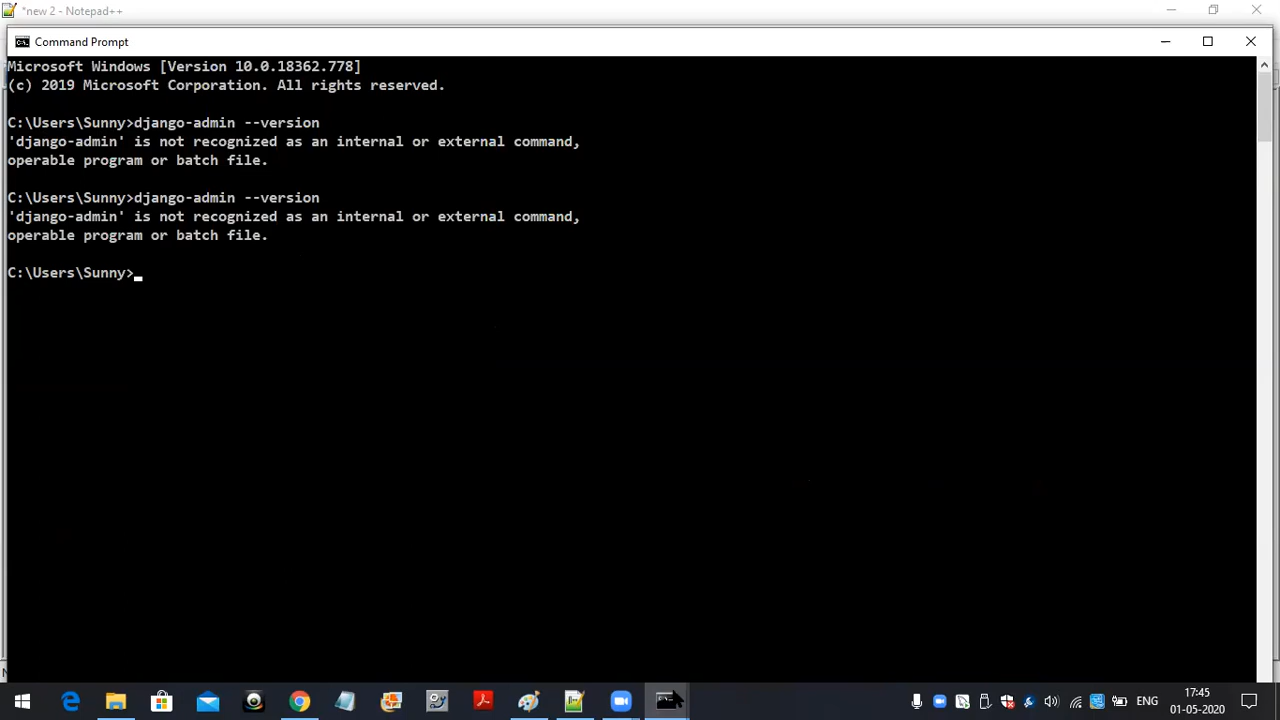 *new 2 - Notepad++
Command Prompt
Microsoft Windows [Version 10.0.18362.778]
(c) 2019 Microsoft Corporation. All rights reserved.
C:\Users\Sunny>django-admin --version
'django-admin' is not recognized as an internal or external command,
operable program or batch file.
C:\Users\Sunny>django-admin --version
'django-admin' is not recognized as an internal or external command,
operable program or batch file.
C:\Users\Sunny>
ENG
17:45
01-05-2020